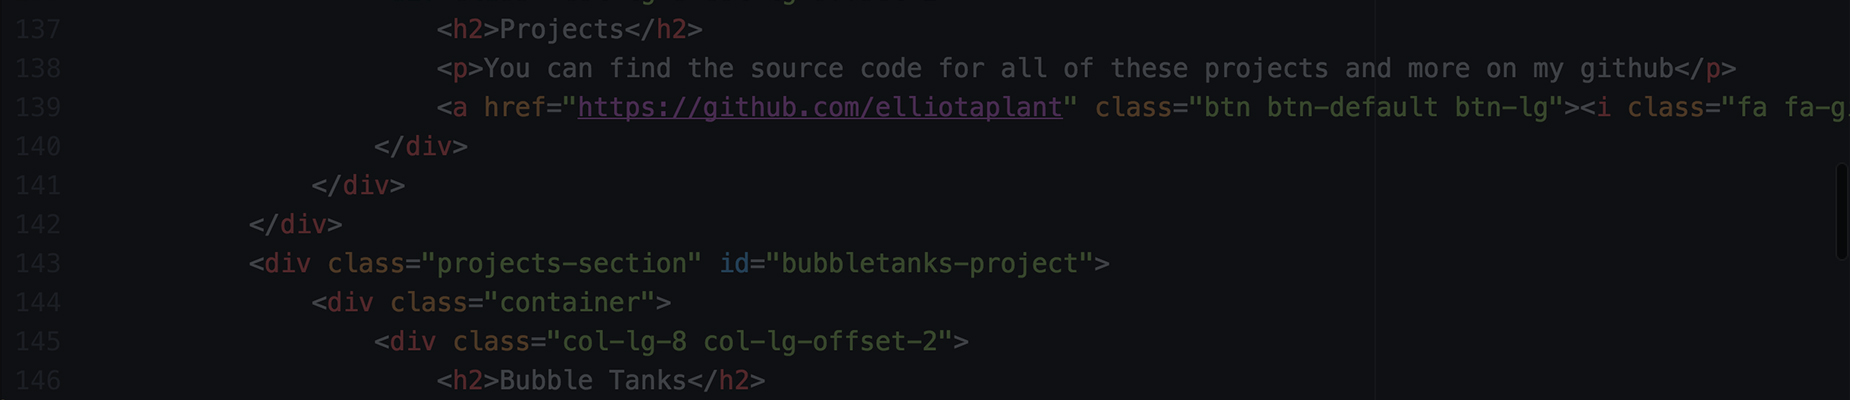 137 <h2>Projects</h2>
138 <p>You can find the source code for all of these projects and more on my github</p>
139 <a href="https://github.com/elliotaplant" class="btn btn-default btn-lg"><i class="fa fa-g
140 </div>
141 </div>
142 </div>
143 <div class="projects-section" id="bubbletanks-project">
144 <div class="container">
145 <div class="col-lg-8 col-lg-offset-2">
146 <h2>Bubble Tanks</h2>